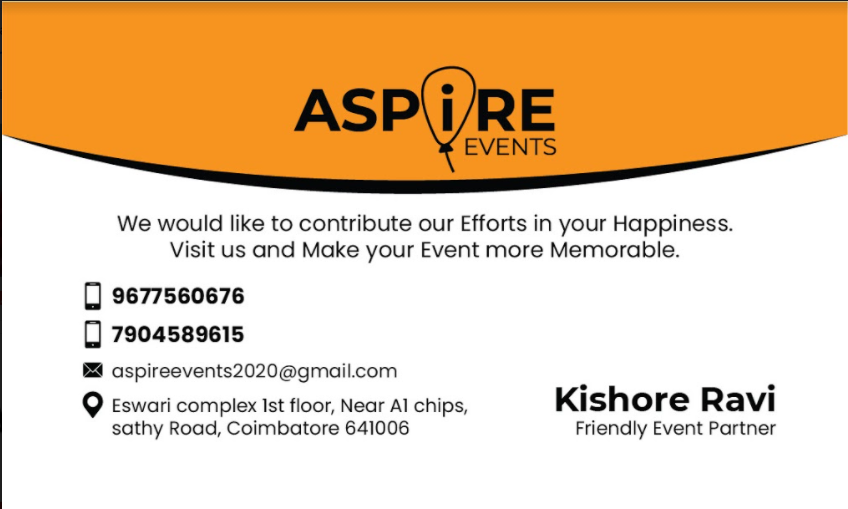 ASPiRE
EVENTS
We would like to contribute our Efforts in your Happiness.
Visit us and Make your Event more Memorable.
9677560676
7904589615
aspireevents2020@gmail.com
Eswari complex 1st floor, Near A1 chips,
sathy Road, Coimbatore 641006
Kishore Ravi
Friendly Event Partner